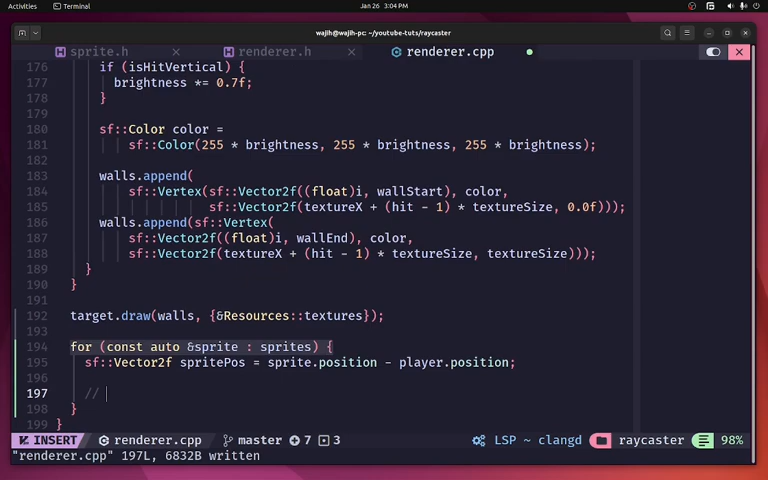 Activities Terminal Jan 26 3:04 PM
wajih@wajih-pc: ~/youtube-tuts/raycaster
sprite.h × renderer.h × renderer.cpp ●
176 if (isHitVertical) {
177 brightness *= 0.7f;
178 }
179
180 sf::Color color =
181 sf::Color(255 * brightness, 255 * brightness, 255 * brightness);
182
183 walls.append(
184 sf::Vertex(sf::Vector2f((float)i, wallStart), color,
185 sf::Vector2f(textureX + (hit - 1) * textureSize, 0.0f)));
186 walls.append(sf::Vertex(
187 sf::Vector2f((float)i, wallEnd), color,
188 sf::Vector2f(textureX + (hit - 1) * textureSize, textureSize)));
189 }
190 }
191
192 target.draw(walls, {&Resources::textures});
193
194 for (const auto &sprite : sprites) {
195 sf::Vector2f spritePos = sprite.position - player.position;
196
197 //
198 }
199 }
INSERT renderer.cpp master 7 3 LSP ~ clangd raycaster 98%
"renderer.cpp" 197L, 6832B written